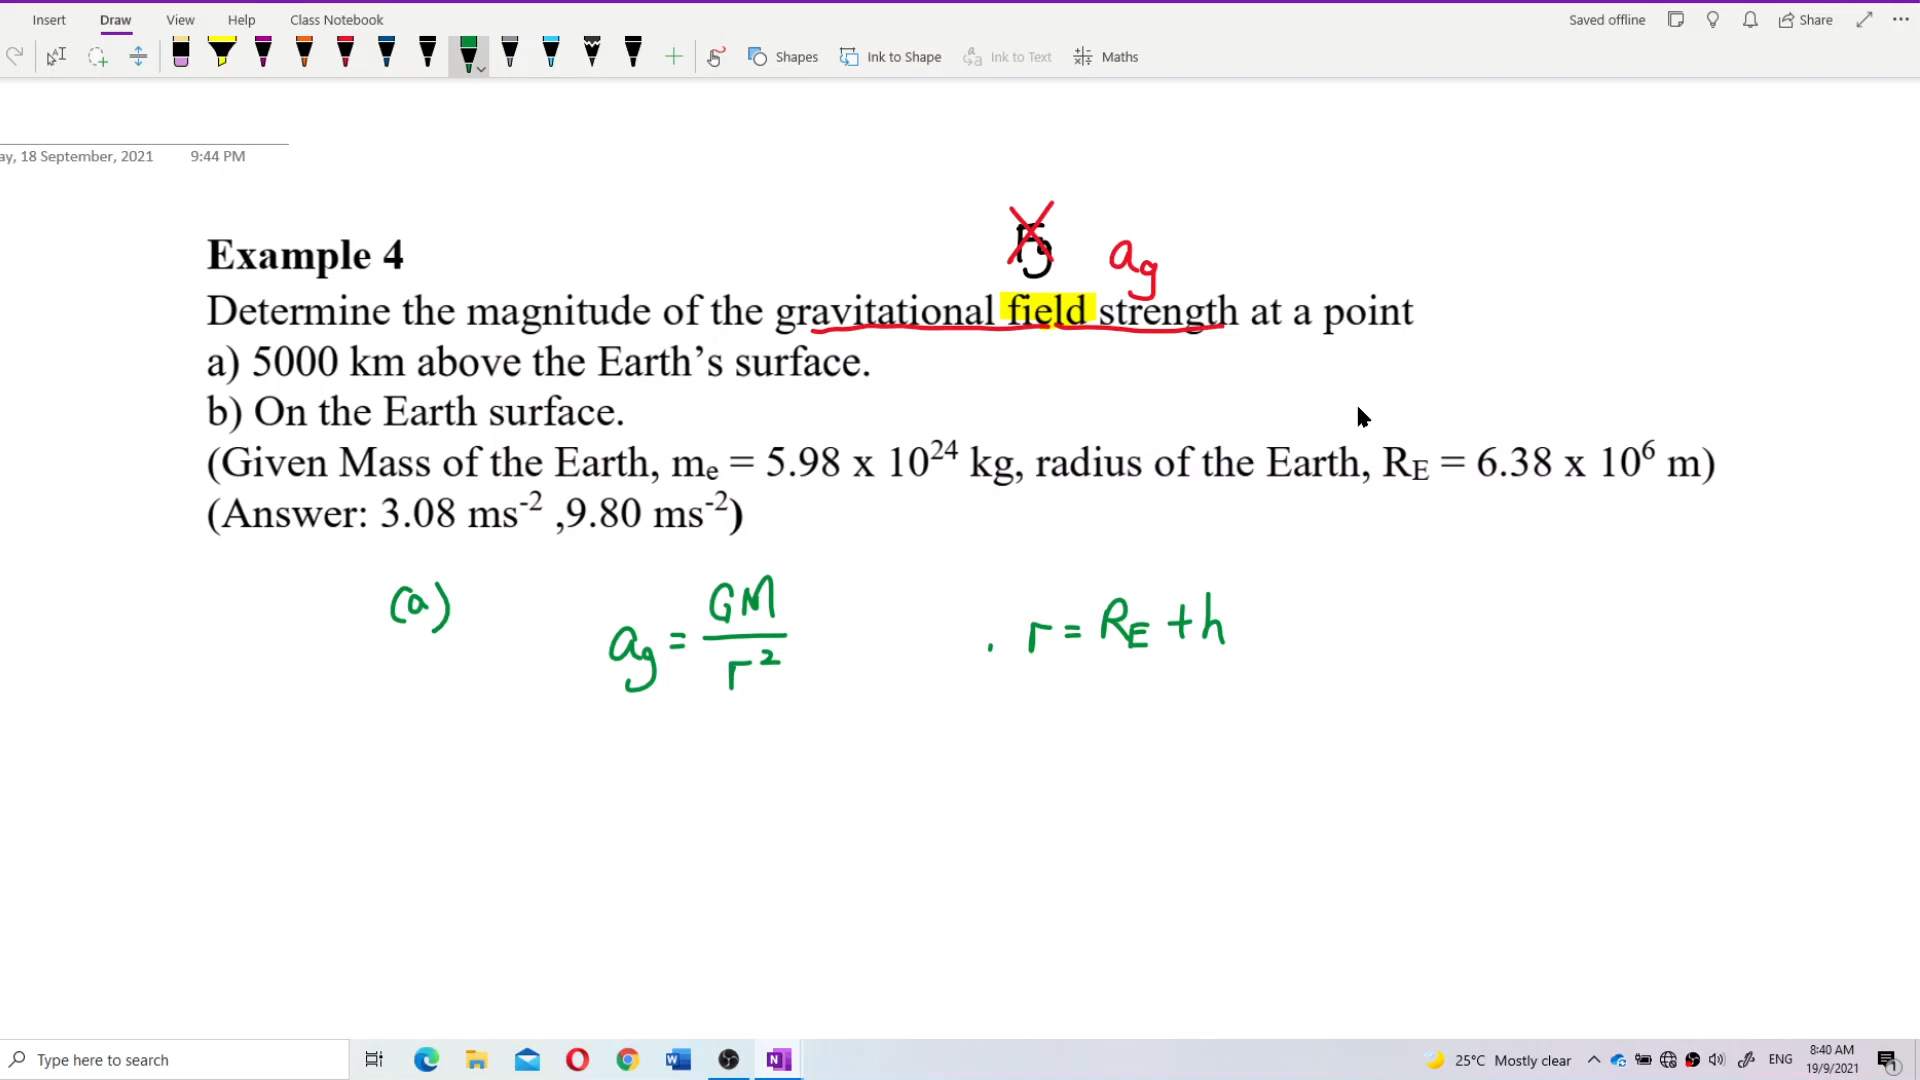 Insert Draw View Help Class Notebook Saved offline Share
Shapes Ink to Shape Ink to Text Maths
ay, 18 September, 2021 9:44 PM
Fg ag
Example 4
Determine the magnitude of the gravitational field strength at a point
a) 5000 km above the Earth’s surface.
b) On the Earth surface.
(Given Mass of the Earth, mₑ = 5.98 x 10²⁴ kg, radius of the Earth, R_E = 6.38 x 10⁶ m)
(Answer: 3.08 ms⁻² ,9.80 ms⁻²)
(a) ag = GM / r² . r = R_E + h
Type here to search 25°C Mostly clear ENG 8:40 AM
19/9/2021